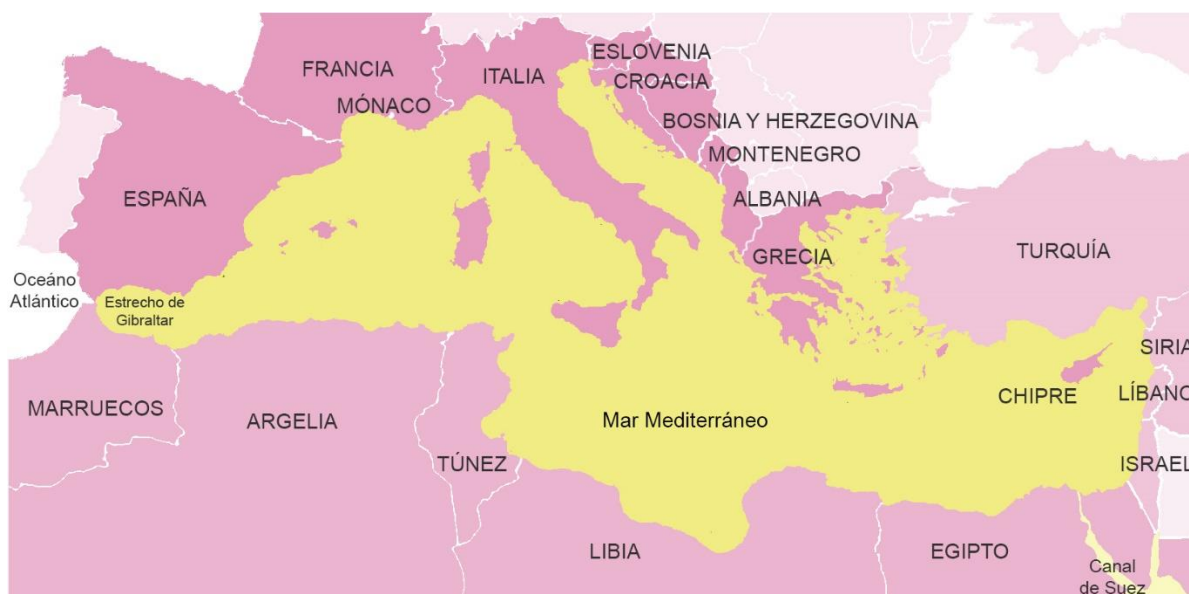 ESLOVENIA
FRANCIA
ITALIA
CROACIA
MÓNACO
BOSNIA Y HERZEGOVINA
MONTENEGRO
ESPAÑA
ALBANIA
GRECIA
TURQUÍA
Oceáno
Atlántico
Estrecho de
Gibraltar
SIRIA
CHIPRE
LÍBANO
MARRUECOS
ARGELIA
Mar Mediterráneo
TÚNEZ
ISRAEL
LIBIA
EGIPTO
Canal
de Suez